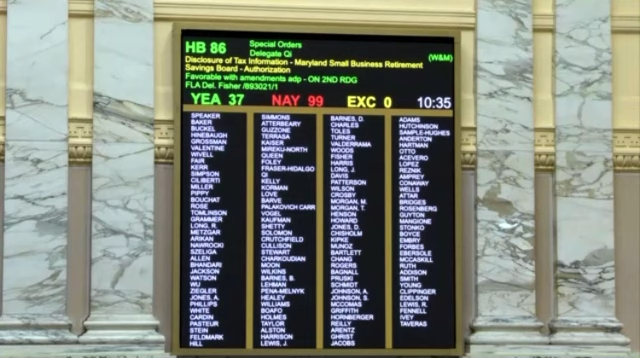 HB 86
Special Orders
Delegate Qi
(W&M)
Disclosure of Tax Information - Maryland Small Business Retirement
Savings Board - Authorization
Favorable with amendments adp - ON 2ND RDG
FLA Del. Fisher /893021/1
YEA 37 NAY 99 EXC 0 10:35
SPEAKER
BAKER
BUCKEL
HINEBAUGH
GROSSMAN
VALENTINE
WIVELL
FAIR
KERR
SIMPSON
CILIBERTI
MILLER
PIPPY
BOUCHAT
ROSE
TOMLINSON
GRAMMER
LONG, R.
METZGAR
ARIKAN
NAWROCKI
SZELIGA
ALLEN
BHANDARI
JACKSON
WATSON
WU
ZIEGLER
JONES, A.
PHILLIPS
WHITE
CARDIN
PASTEUR
STEIN
FELDMARK
HILL
SIMMONS
ATTERBEARY
GUZZONE
TERRASA
KAISER
MIREKU-NORTH
QUEEN
FOLEY
FRASER-HIDALGO
QI
KELLY
KORMAN
LOVE
BARVE
PALAKOVICH CARR
VOGEL
KAUFMAN
SHETTY
SOLOMON
CRUTCHFIELD
CULLISON
STEWART
CHARKOUDIAN
MOON
WILKINS
BARNES, B.
LEHMAN
PENA-MELNYK
HEALEY
WILLIAMS
BOAFO
HOLMES
TAYLOR
ALSTON
HARRISON
LEWIS, J.
BARNES, D.
CHARLES
TOLES
TURNER
VALDERRAMA
WOODS
FISHER
HARRIS
LONG, J.
DAVIS
PATTERSON
WILSON
CROSBY
MORGAN, M.
MORGAN, T.
HENSON
HOWARD
JONES, D.
CHISHOLM
KIPKE
MUNOZ
BARTLETT
CHANG
ROGERS
BAGNALL
PRUSKI
SCHMIDT
JOHNSON, A.
JOHNSON, S.
MCCOMAS
GRIFFITH
HORNBERGER
REILLY
ARENTZ
GHRIST
JACOBS
ADAMS
HUTCHINSON
SAMPLE-HUGHES
ANDERTON
HARTMAN
OTTO
ACEVERO
LOPEZ
REZNIK
AMPREY
CONAWAY
WELLS
ATTAR
BRIDGES
ROSENBERG
GUYTON
MANGIONE
STONKO
BOYCE
EMBRY
FORBES
EBERSOLE
MCCASKILL
RUTH
ADDISON
SMITH
YOUNG
CLIPPINGER
EDELSON
LEWIS, R.
FENNELL
IVEY
TAVERAS